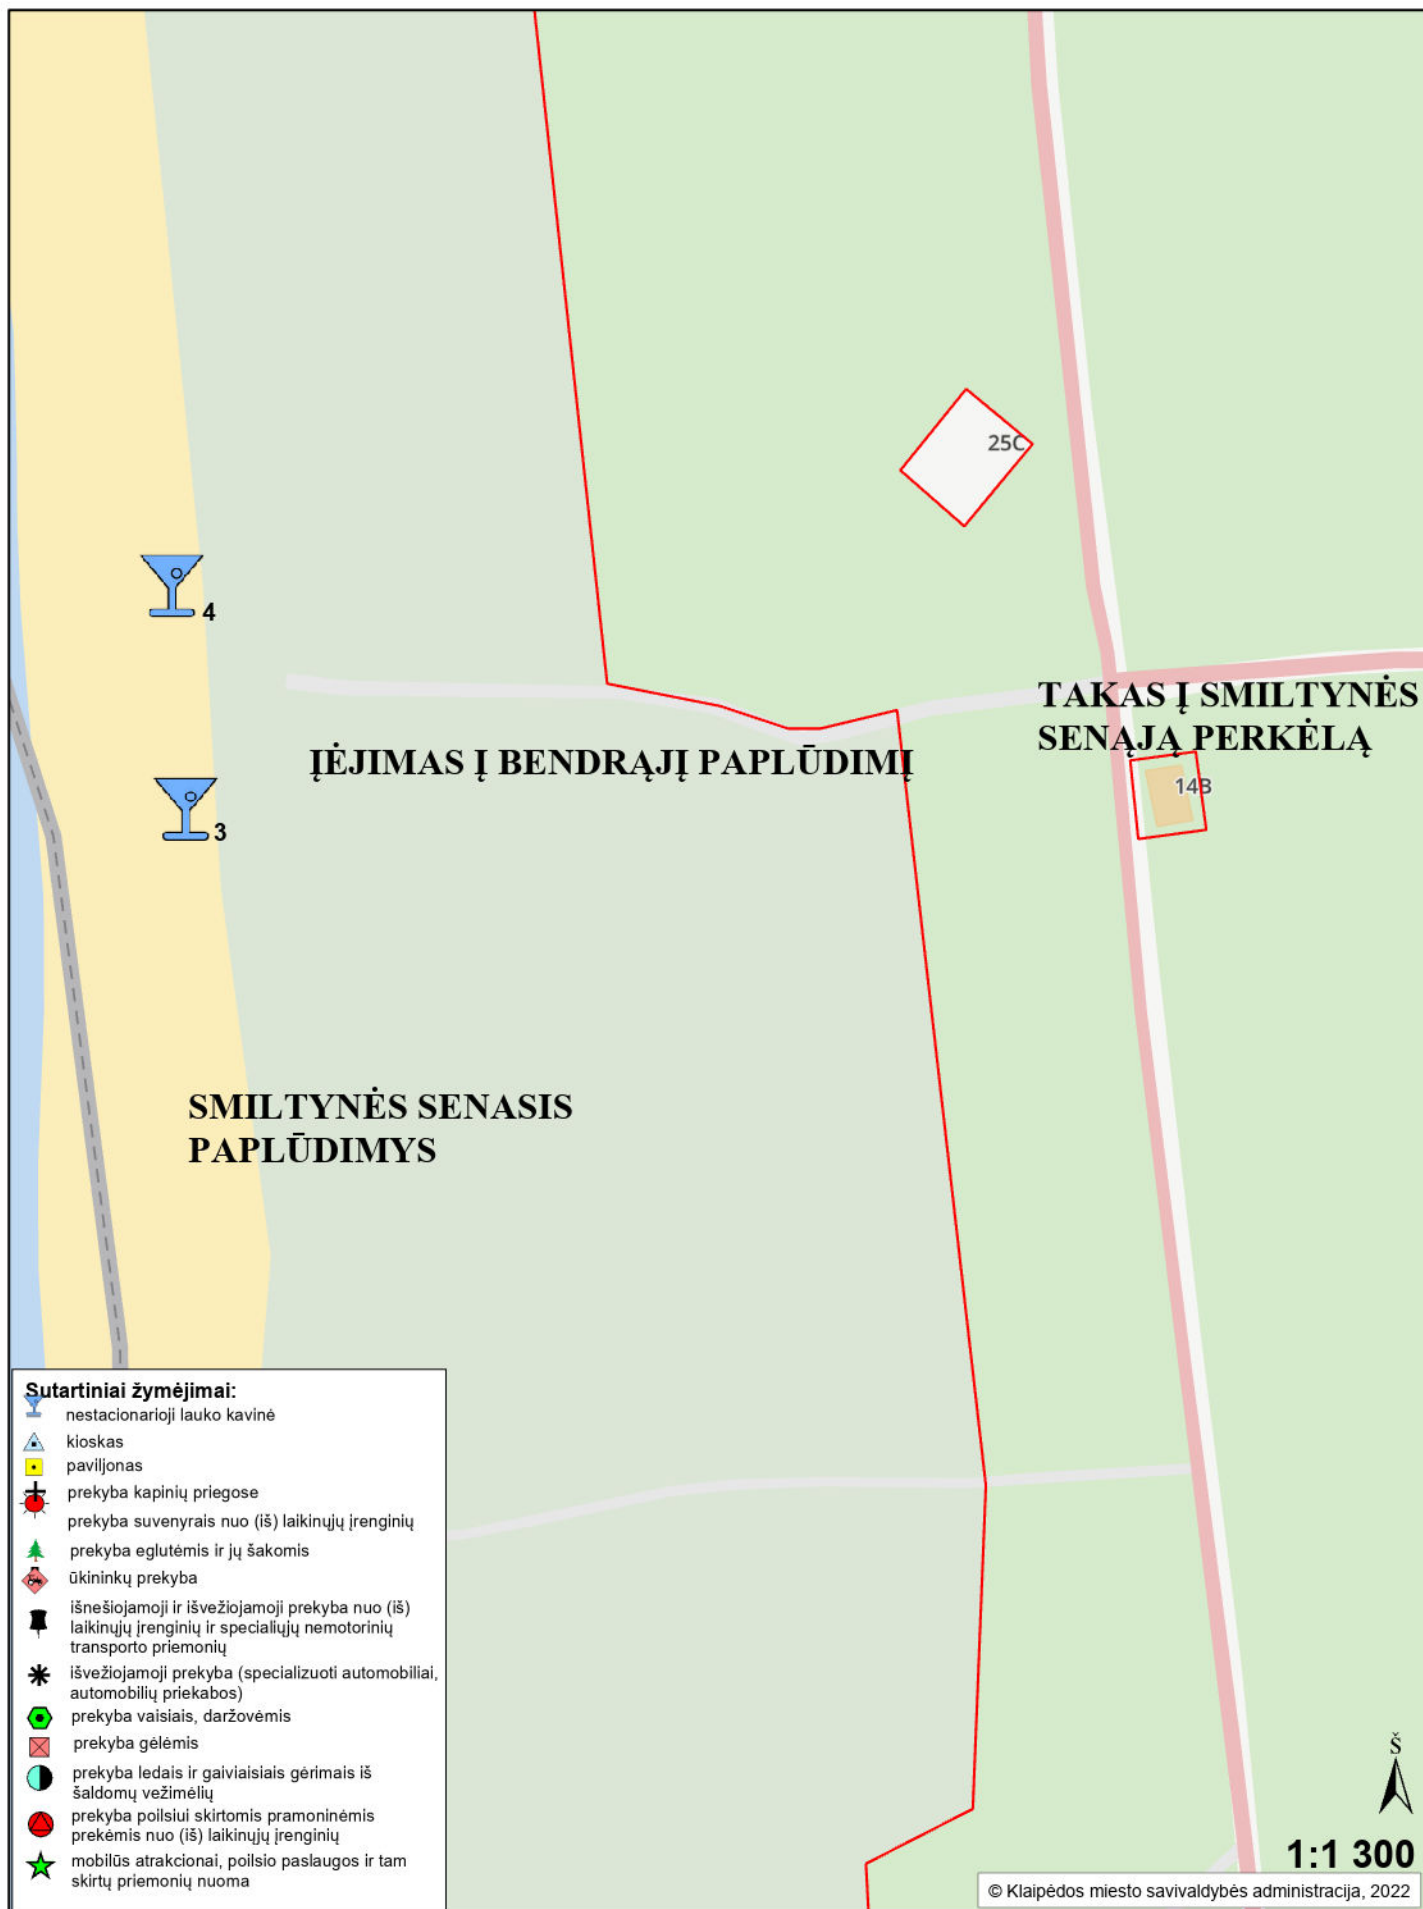 25C
4
TAKAS Į SMILTYNĖS
SENĄJĄ PERKĖLĄ
ĮĖJIMAS Į BENDRĄJĮ PAPLŪDIMĮ
14B
3
SMILTYNĖS SENASIS
PAPLŪDIMYS
Sutartiniai žymėjimai:
nestacionarioji lauko kavinė
kioskas
paviljonas
prekyba kapinių priegose
prekyba suvenyrais nuo (iš) laikinųjų įrenginių
prekyba eglutėmis ir jų šakomis
ūkininkų prekyba
išnešiojamoji ir išvežiojamoji prekyba nuo (iš)
laikinųjų įrenginių ir specialiųjų nemotorinių
transporto priemonių
išvežiojamoji prekyba (specializuoti automobiliai,
automobilių priekabos)
prekyba vaisiais, daržovėmis
prekyba gėlėmis
prekyba ledais ir gaiviaisiais gėrimais iš
šaldomų vežimėlių
prekyba poilsiui skirtomis pramoninėmis
prekėmis nuo (iš) laikinųjų įrenginių
mobilūs atrakcionai, poilsio paslaugos ir tam
skirtų priemonių nuoma
Š
1:1 300
© Klaipėdos miesto savivaldybės administracija, 2022